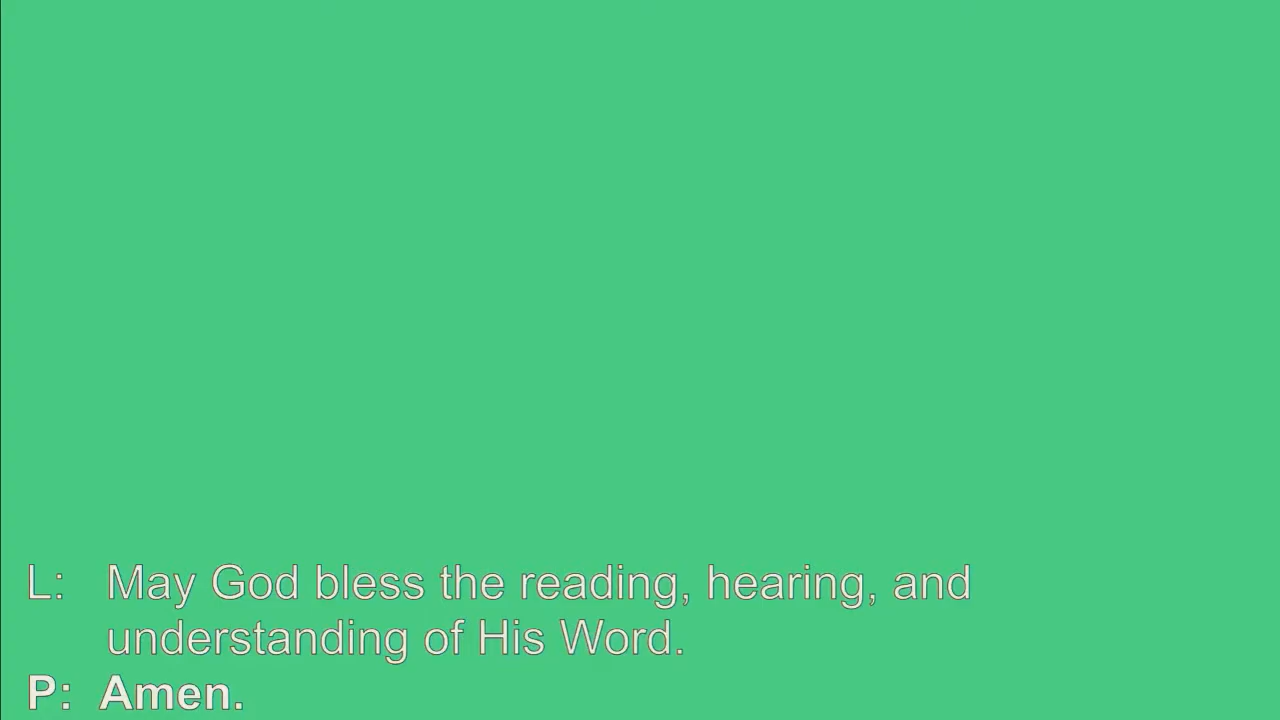 L: May God bless the reading, hearing, and
understanding of His Word.
P: Amen.